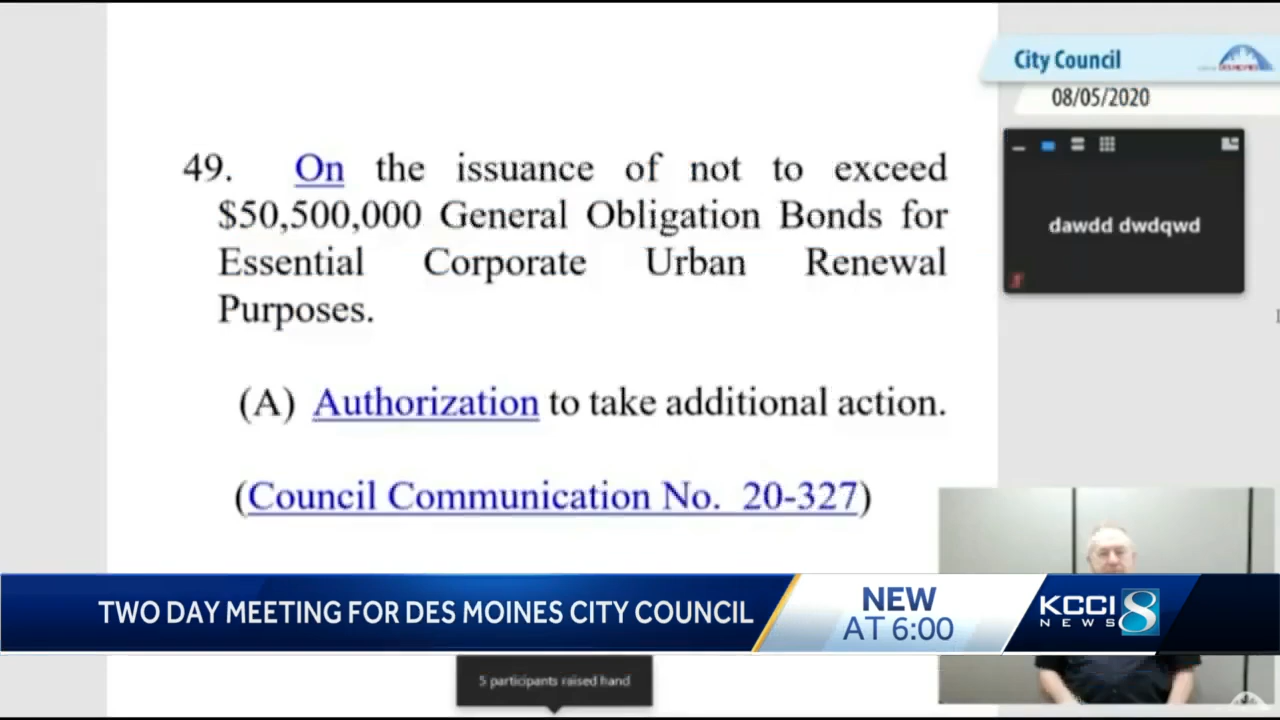 City Council
08/05/2020
49. On the issuance of not to exceed
$50,500,000 General Obligation Bonds for
Essential Corporate Urban Renewal
Purposes.
(A) Authorization to take additional action.
(Council Communication No. 20-327)
dawdd dwdqwd
TWO DAY MEETING FOR DES MOINES CITY COUNCIL
NEW
AT 6:00
KCCI 8
NEWS
5 participants raised hand